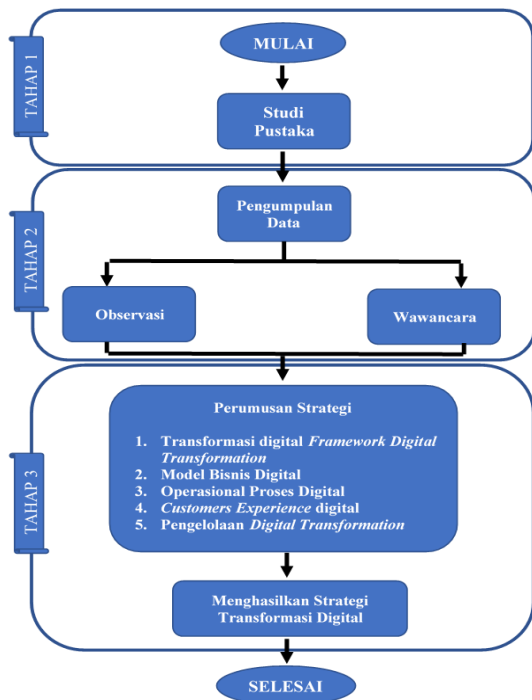 TAHAP 1
MULAI
Studi
Pustaka
TAHAP 2
Pengumpulan
Data
Observasi
Wawancara
TAHAP 3
Perumusan Strategi
1. Transformasi digital Framework Digital
Transformation
2. Model Bisnis Digital
3. Operasional Proses Digital
4. Customers Experience digital
5. Pengelolaan Digital Transformation
Menghasilkan Strategi
Transformasi Digital
SELESAI